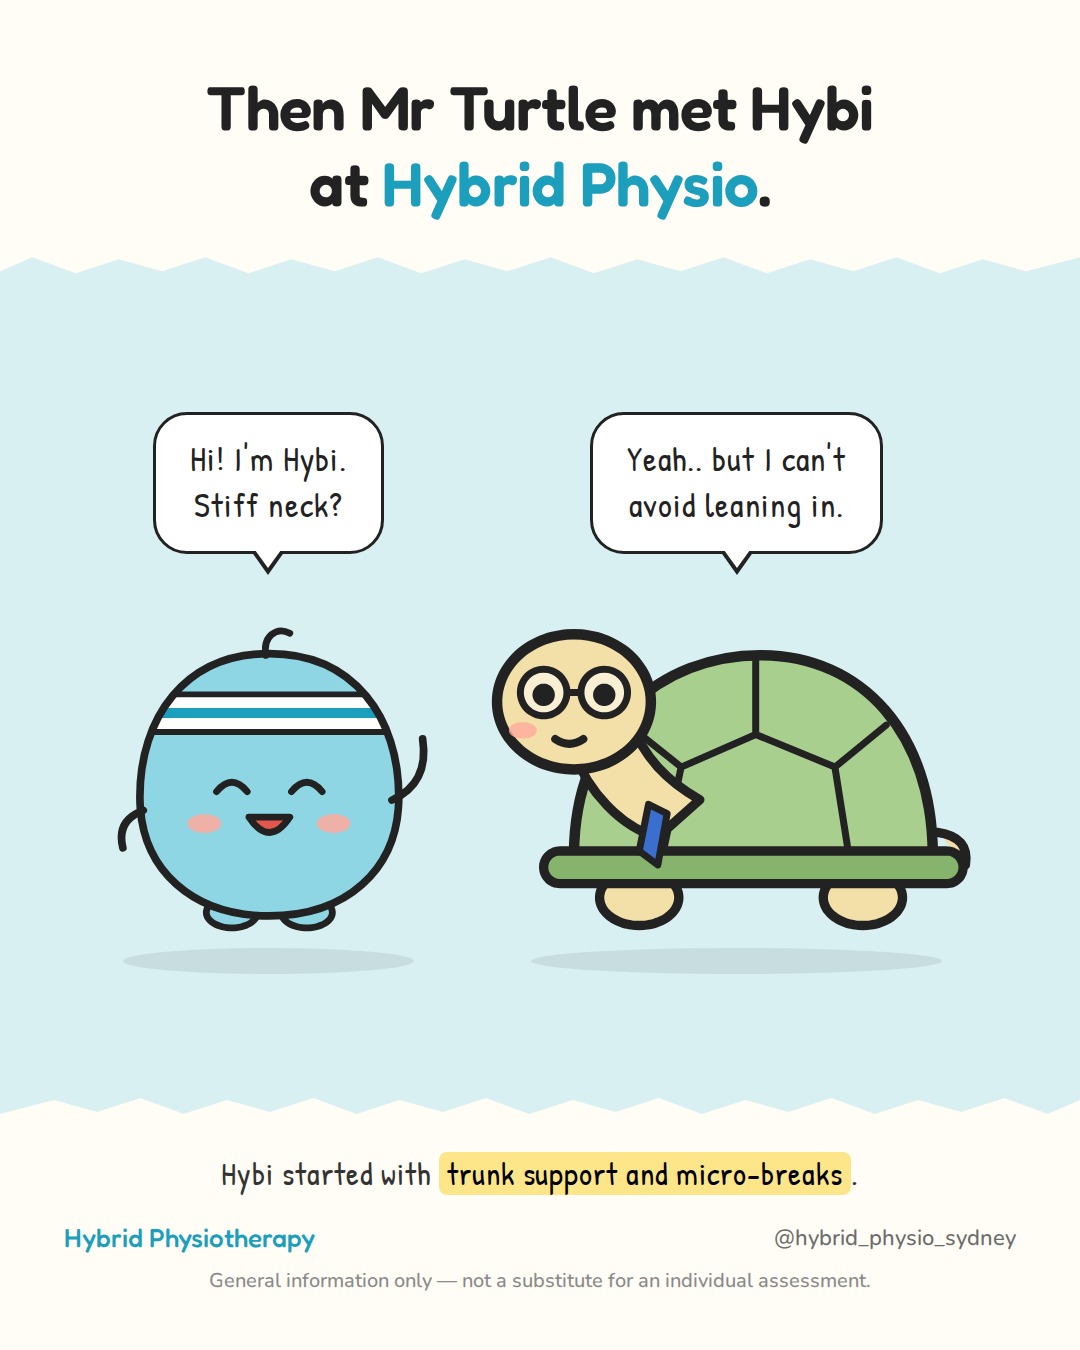 Then Mr Turtle met Hybi
at Hybrid Physio.
Hi! I'm Hybi.
Stiff neck?
Yeah.. but I can't
avoid leaning in.
Hybi started with trunk support and micro-breaks.
Hybrid Physiotherapy
@hybrid_physio_sydney
General information only — not a substitute for an individual assessment.